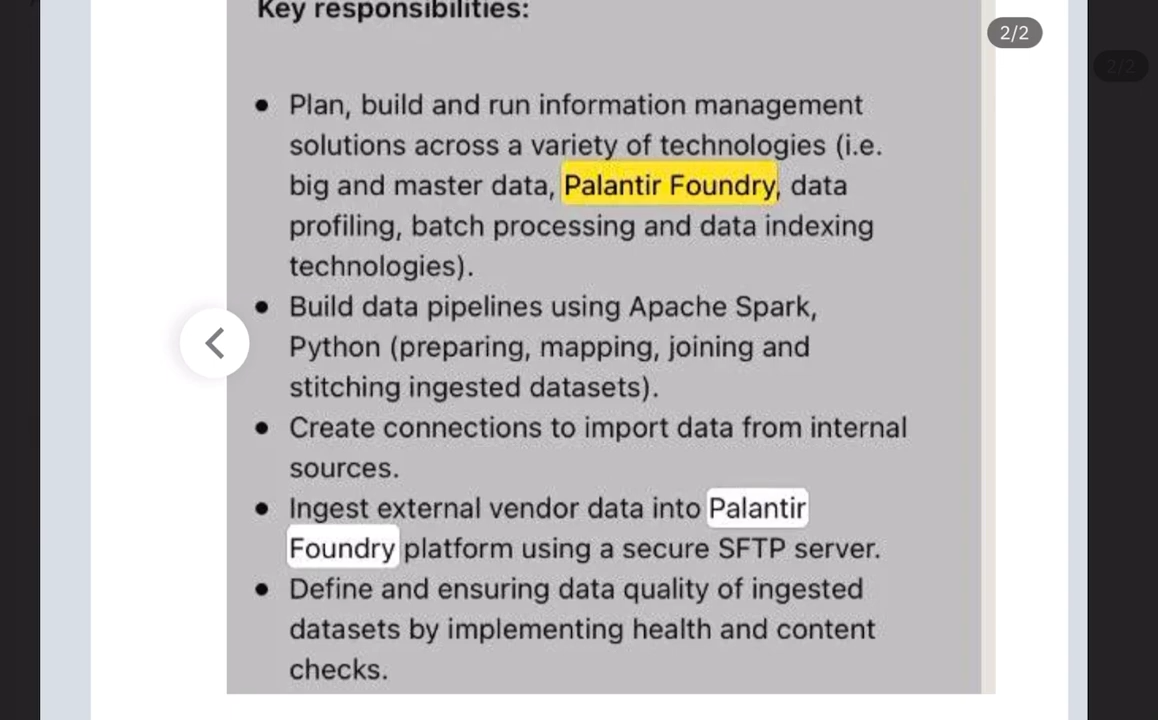 Key responsibilities:
2/2
2/2
• Plan, build and run information management
solutions across a variety of technologies (i.e.
big and master data, Palantir Foundry, data
profiling, batch processing and data indexing
technologies).
• Build data pipelines using Apache Spark,
Python (preparing, mapping, joining and
stitching ingested datasets).
• Create connections to import data from internal
sources.
• Ingest external vendor data into Palantir
Foundry platform using a secure SFTP server.
• Define and ensuring data quality of ingested
datasets by implementing health and content
checks.